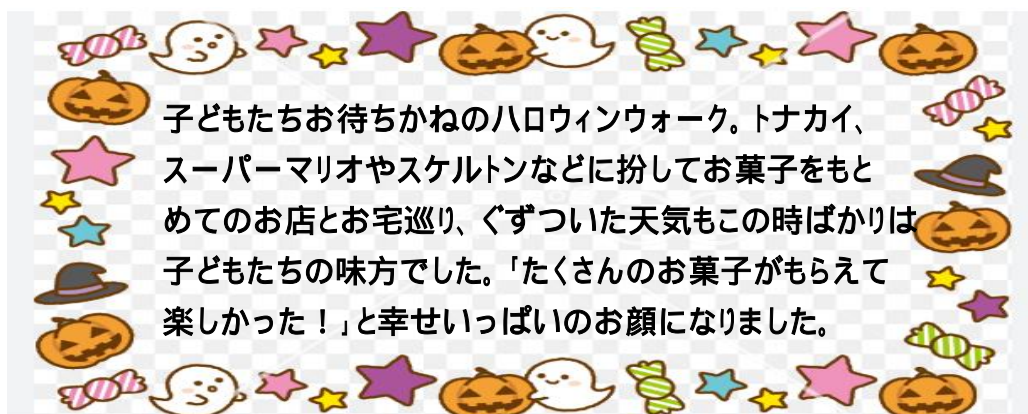 子どもたちお待ちかねのハロウィンウォーク。トナカイ、
スーパーマリオやスケルトンなどに扮してお菓子をもと
めてのお店とお宅巡り、ぐずついた天気もこの時ばかりは
子どもたちの味方でした。「たくさんのお菓子がもらえて
楽しかった！」と幸せいっぱいのお顔になりました。